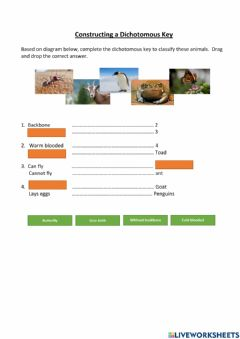 Constructing a Dichotomous Key
Based on diagram below, complete the dichotomous key to classify these animals. Drag
and drop the correct answer.
1. Backbone ........................................ 2
........................................ 3
2. Warm blooded ........................................ 4
........................................ Toad
3. Can fly ........................................
Cannot fly ........................................ ant
4. ........................................ Goat
Lays eggs ........................................ Penguins
Butterfly
Give birth
Without backbone
Cold blooded
LIVEWORKSHEETS